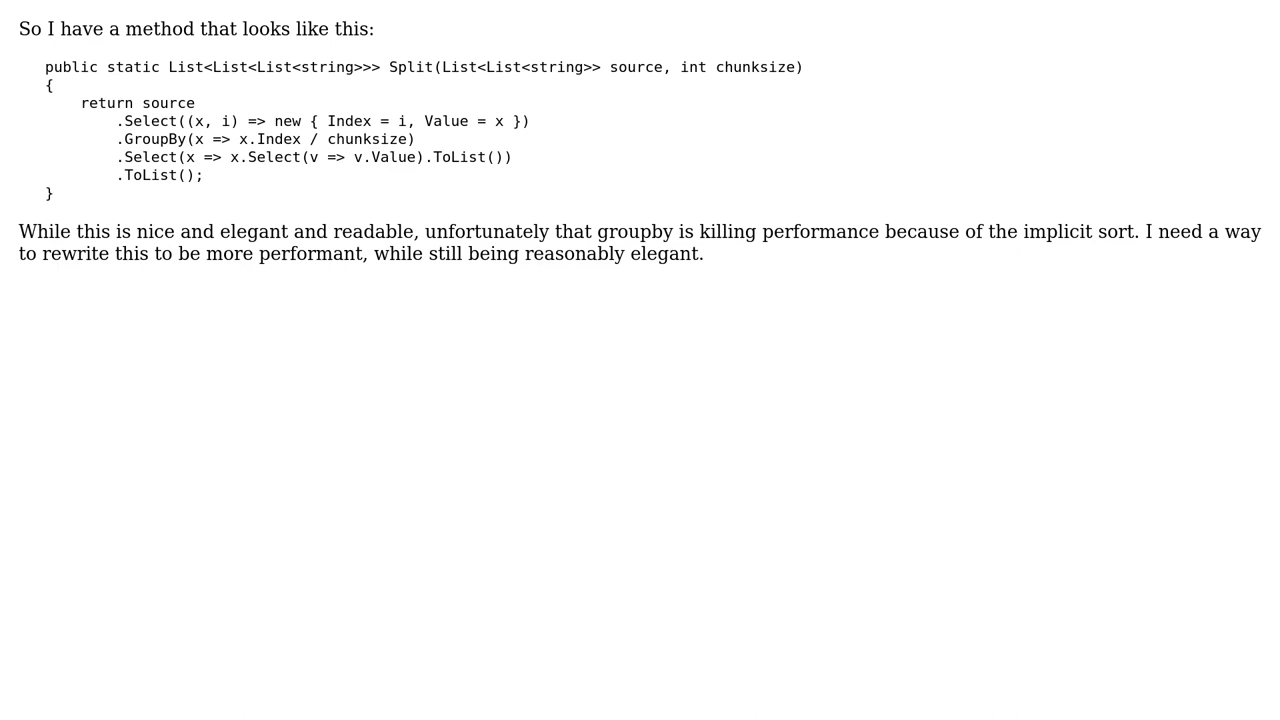 So I have a method that looks like this:
public static List<List<List<string>>> Split(List<List<string>> source, int chunksize)
{
    return source
        .Select((x, i) => new { Index = i, Value = x })
        .GroupBy(x => x.Index / chunksize)
        .Select(x => x.Select(v => v.Value).ToList())
        .ToList();
}
While this is nice and elegant and readable, unfortunately that groupby is killing performance because of the implicit sort. I need a way
to rewrite this to be more performant, while still being reasonably elegant.